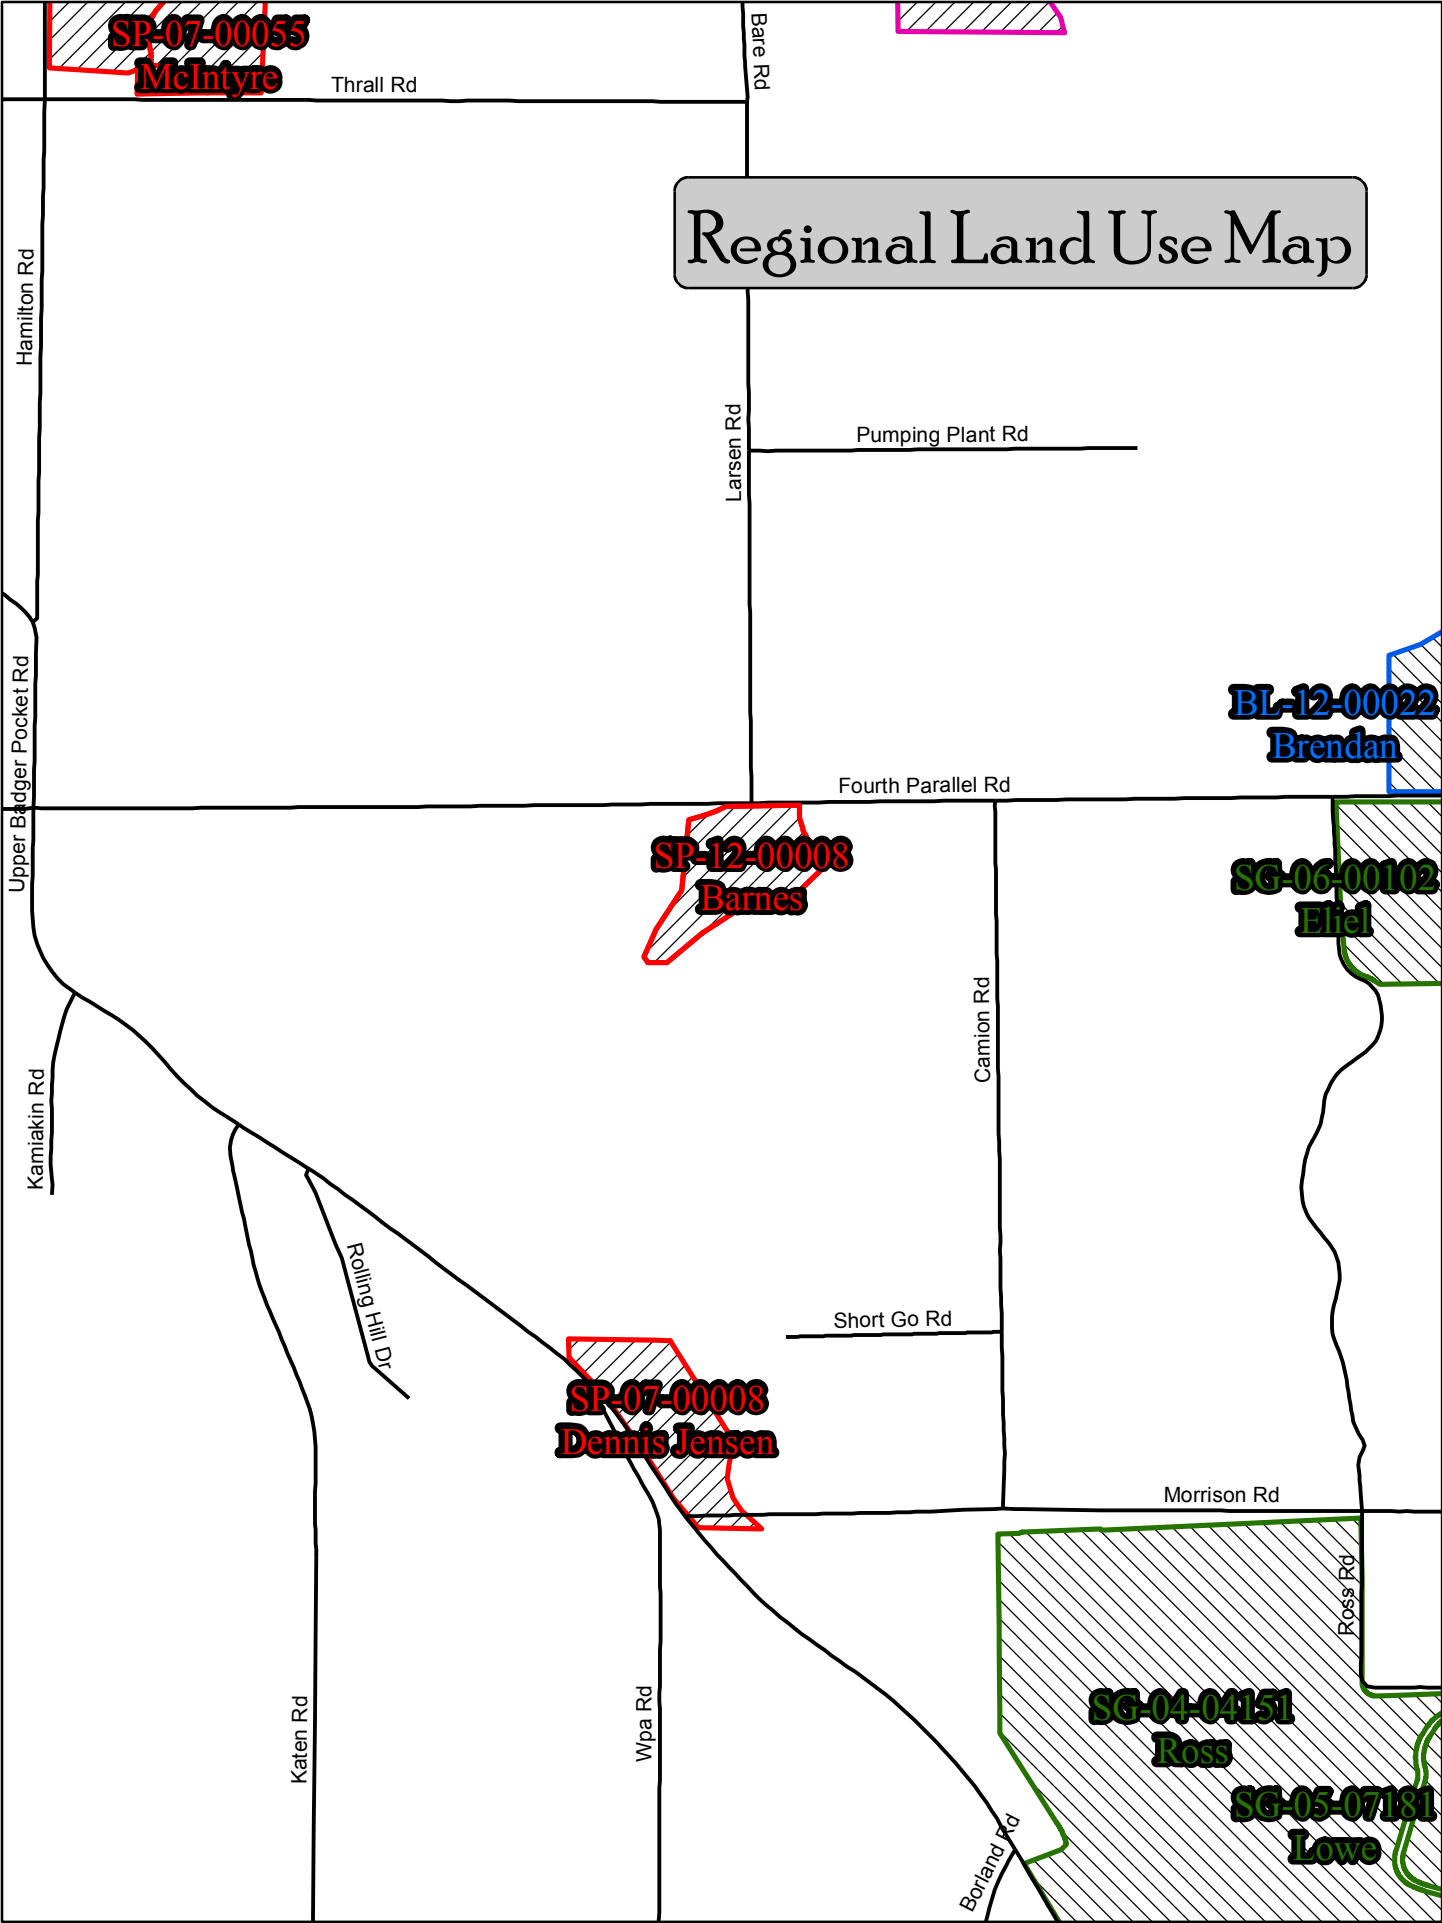 SP-07-00055
McIntyre
Thrall Rd
Bare Rd
Regional Land Use Map
Hamilton Rd
Larsen Rd
Pumping Plant Rd
Upper Badger Pocket Rd
BL-12-00022
Brendan
Fourth Parallel Rd
SP-12-00008
Barnes
SG-06-00102
Eliel
Camion Rd
Kamiakin Rd
Rolling Hill Dr
Short Go Rd
SP-07-00008
Dennis Jensen
Morrison Rd
Ross Rd
Katen Rd
Wpa Rd
SG-04-04151
Ross
SG-05-07181
Lowe
Borland Rd